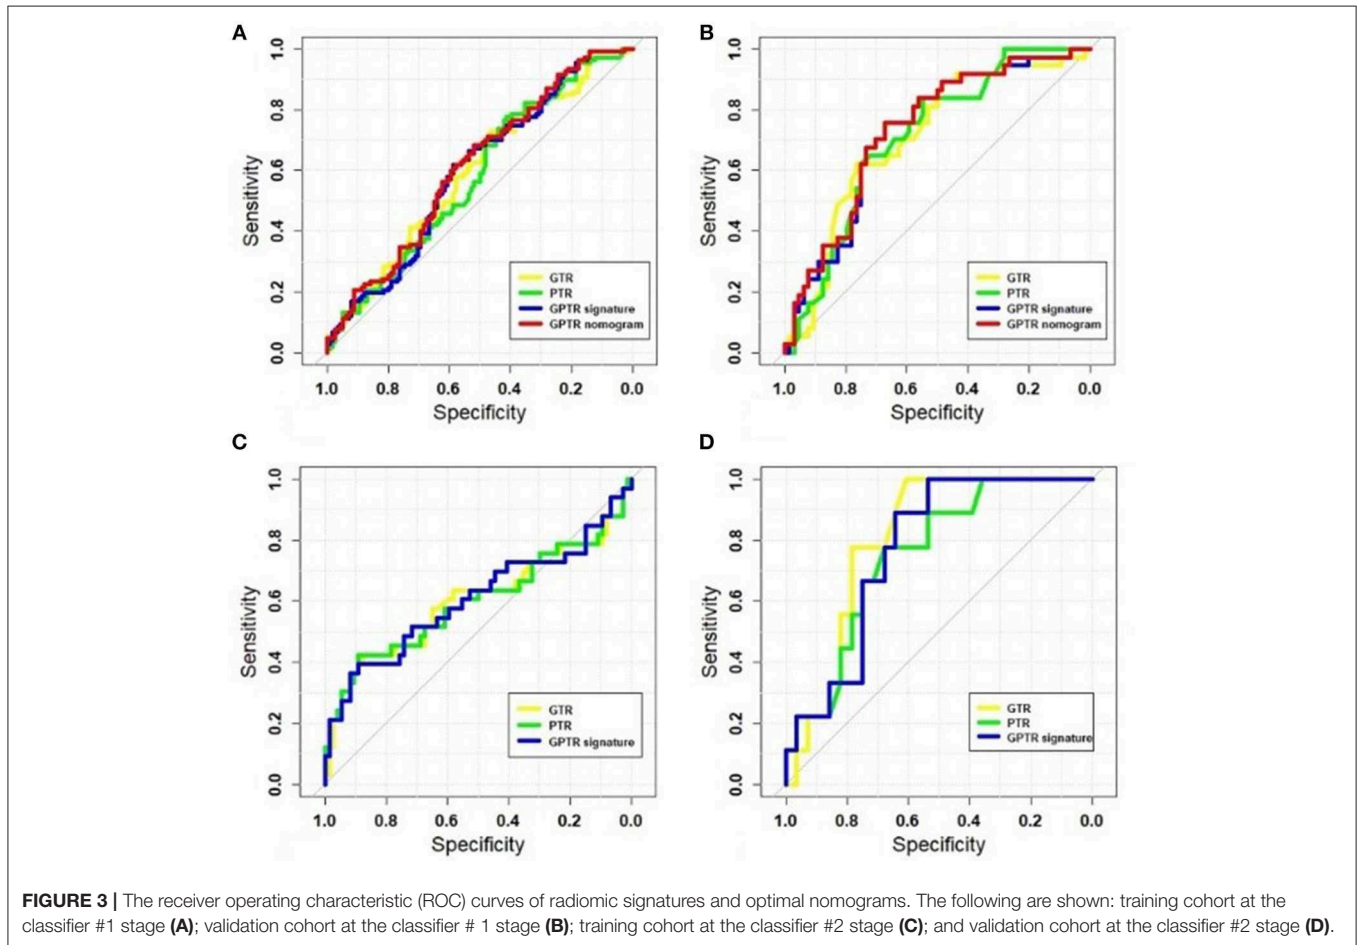 A
B
1.0
0.8
0.6
0.4
0.2
0.0
Sensitivity
GTR
PTR
GPTR signature
GPTR nomogram
1.0 0.8 0.6 0.4 0.2 0.0
Specificity
1.0
0.8
0.6
0.4
0.2
0.0
Sensitivity
GTR
PTR
GPTR signature
GPTR nomogram
1.0 0.8 0.6 0.4 0.2 0.0
Specificity
C
D
1.0
0.8
0.6
0.4
0.2
0.0
Sensitivity
GTR
PTR
GPTR signature
1.0 0.8 0.6 0.4 0.2 0.0
Specificity
1.0
0.8
0.6
0.4
0.2
0.0
Sensitivity
GTR
PTR
GPTR signature
1.0 0.8 0.6 0.4 0.2 0.0
Specificity
FIGURE 3 | The receiver operating characteristic (ROC) curves of radiomic signatures and optimal nomograms. The following are shown: training cohort at the
classifier #1 stage (A); validation cohort at the classifier # 1 stage (B); training cohort at the classifier #2 stage (C); and validation cohort at the classifier #2 stage (D).